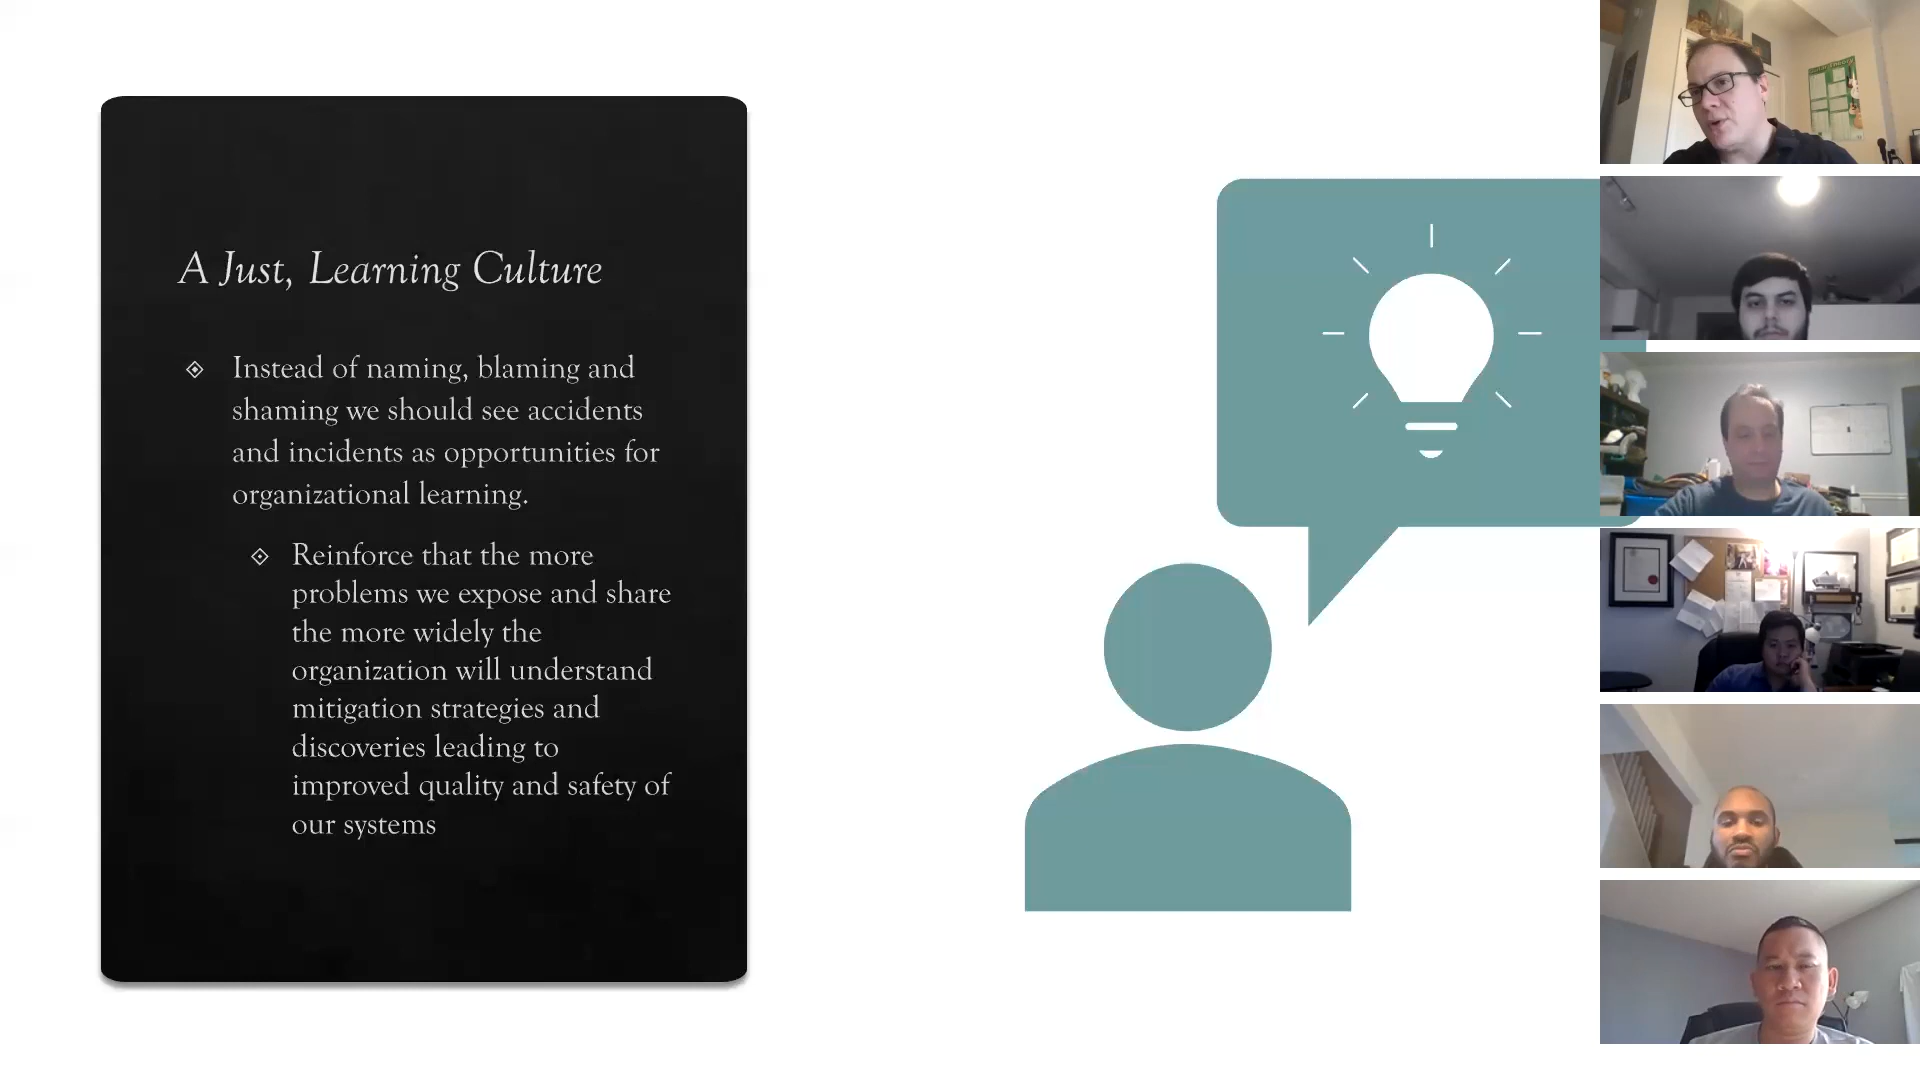 A Just, Learning Culture
Instead of naming, blaming and
shaming we should see accidents
and incidents as opportunities for
organizational learning.
Reinforce that the more
problems we expose and share
the more widely the
organization will understand
mitigation strategies and
discoveries leading to
improved quality and safety of
our systems